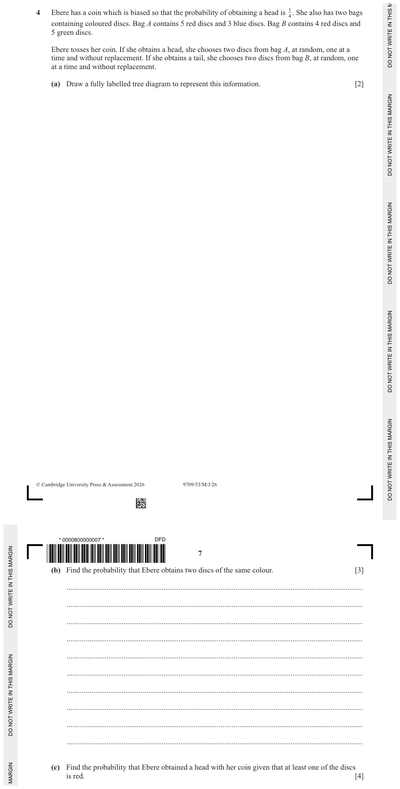 4 Ebere has a coin which is biased so that the probability of obtaining a head is 1/4. She also has two bags
containing coloured discs. Bag A contains 5 red discs and 3 blue discs. Bag B contains 4 red discs and
5 green discs.
Ebere tosses her coin. If she obtains a head, she chooses two discs from bag A, at random, one at a
time and without replacement. If she obtains a tail, she chooses two discs from bag B, at random, one
at a time and without replacement.
(a) Draw a fully labelled tree diagram to represent this information. [2]
DO NOT WRITE IN THIS M
DO NOT WRITE IN THIS MARGIN
DO NOT WRITE IN THIS MARGIN
DO NOT WRITE IN THIS MARGIN
DO NOT WRITE IN THIS MARGIN
© Cambridge University Press & Assessment 2026 9709/53/M/J/26
* 0000800000007 * DFD
7
(b) Find the probability that Ebere obtains two discs of the same colour. [3]
(c) Find the probability that Ebere obtained a head with her coin given that at least one of the discs
is red. [4]
DO NOT WRITE IN THIS MARGIN
DO NOT WRITE IN THIS MARGIN
MARGIN